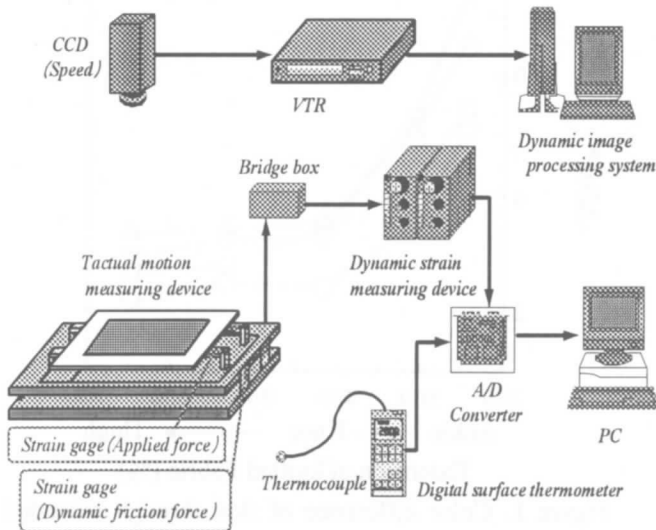 CCD
(Speed)
VTR
Dynamic image
processing system
Bridge box
Tactual motion
measuring device
Dynamic strain
measuring device
A/D
Converter
PC
Strain gage (Applied force)
Strain gage
(Dynamic friction force)
Thermocouple
Digital surface thermometer